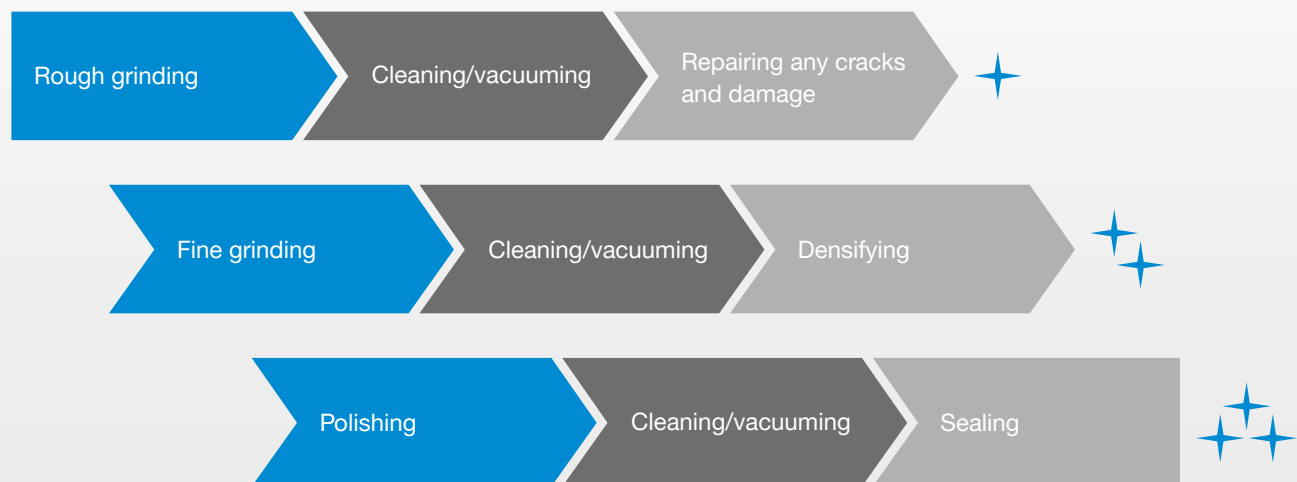 Rough grinding
Cleaning/vacuuming
Repairing any cracks
and damage
Fine grinding
Cleaning/vacuuming
Densifying
Polishing
Cleaning/vacuuming
Sealing